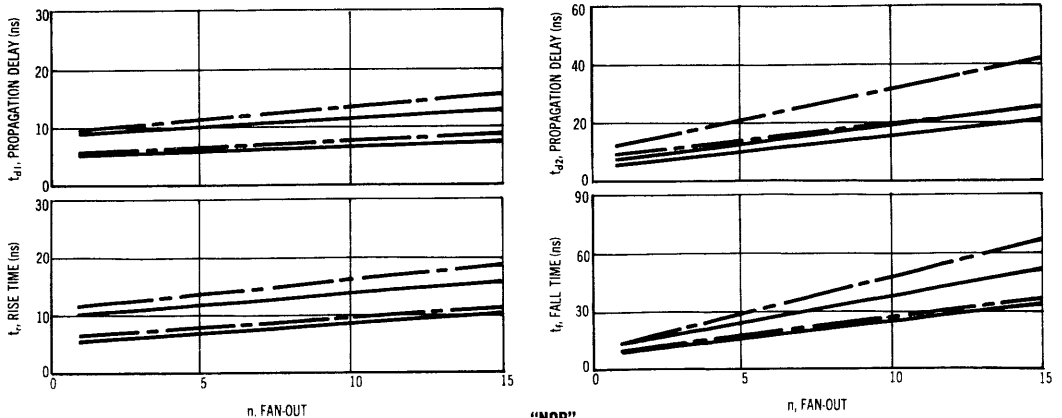 30
20
10
0
t_d1, PROPAGATION DELAY (ns)
60
40
20
0
t_d2, PROPAGATION DELAY (ns)
30
20
10
0
t_r, RISE TIME (ns)
0 5 10 15
n, FAN-OUT
90
60
30
0
t_f, FALL TIME (ns)
0 5 10 15
n, FAN-OUT
"NOR"